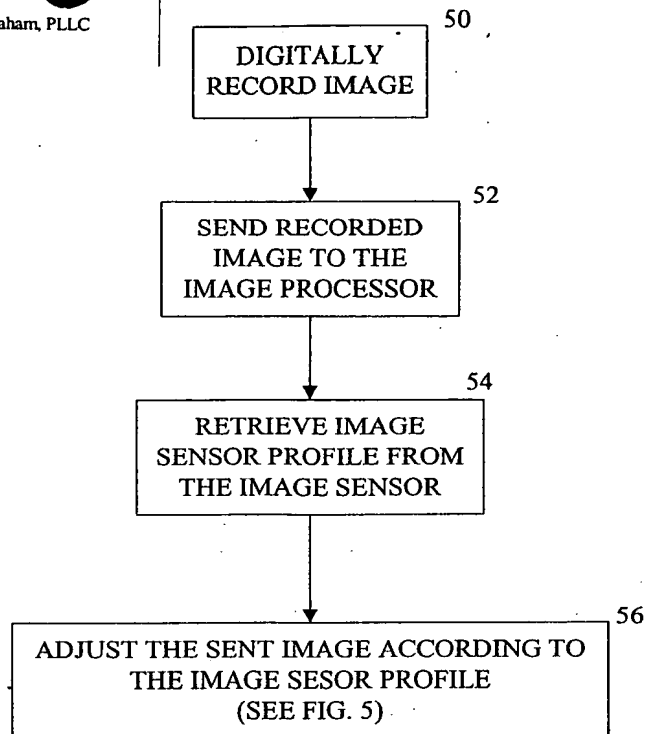 aham, PLLC
50
DIGITALLY
RECORD IMAGE
52
SEND RECORDED
IMAGE TO THE
IMAGE PROCESSOR
54
RETRIEVE IMAGE
SENSOR PROFILE FROM
THE IMAGE SENSOR
56
ADJUST THE SENT IMAGE ACCORDING TO
THE IMAGE SESOR PROFILE
(SEE FIG. 5)